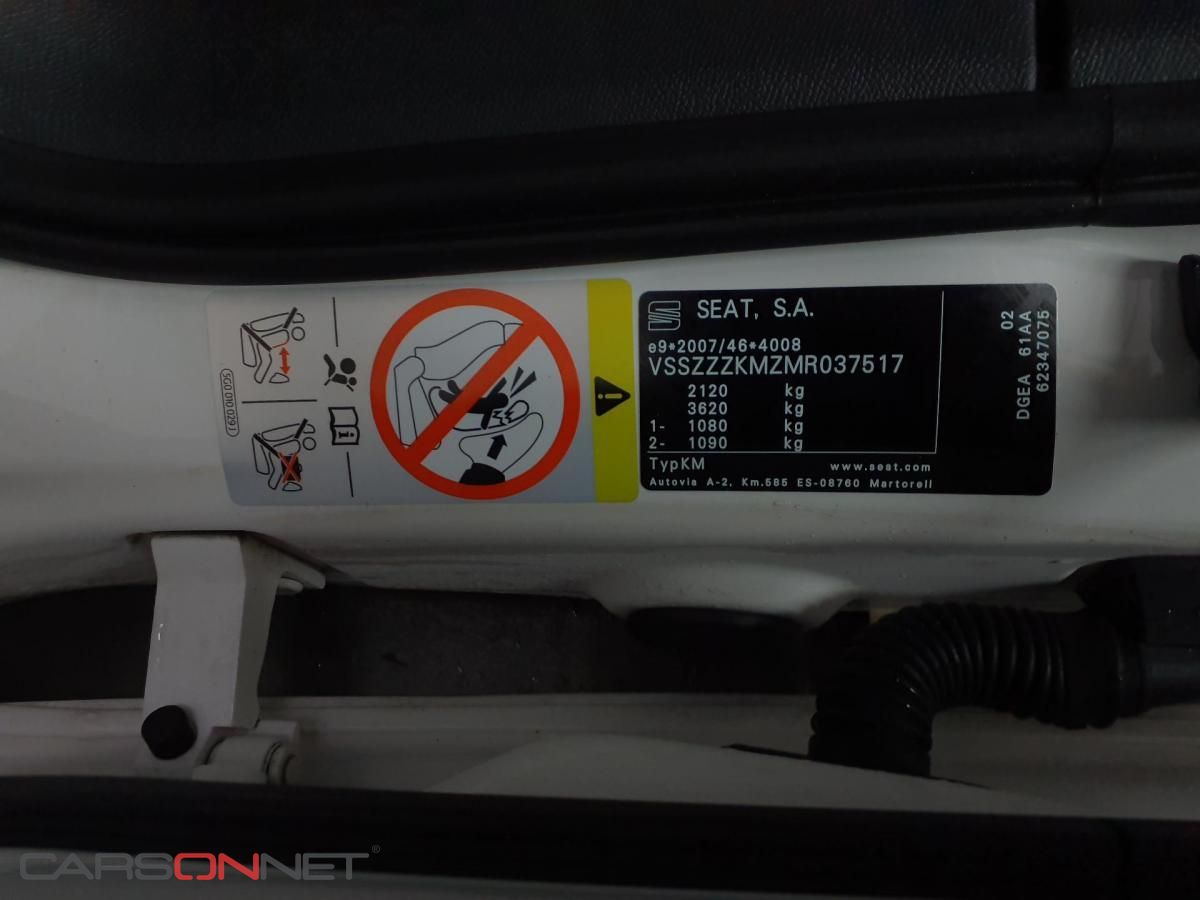 SEAT, S.A.
e9*2007/46*4008
VSSZZZKMZMR037517
2120 kg
3620 kg
1- 1080 kg
2- 1090 kg
TypKM www.seat.com
Autovia A-2, Km.585 ES-08760 Martorell
02
DGEA 61AA
62347075
5G0 010 029 J
CARSONNET®